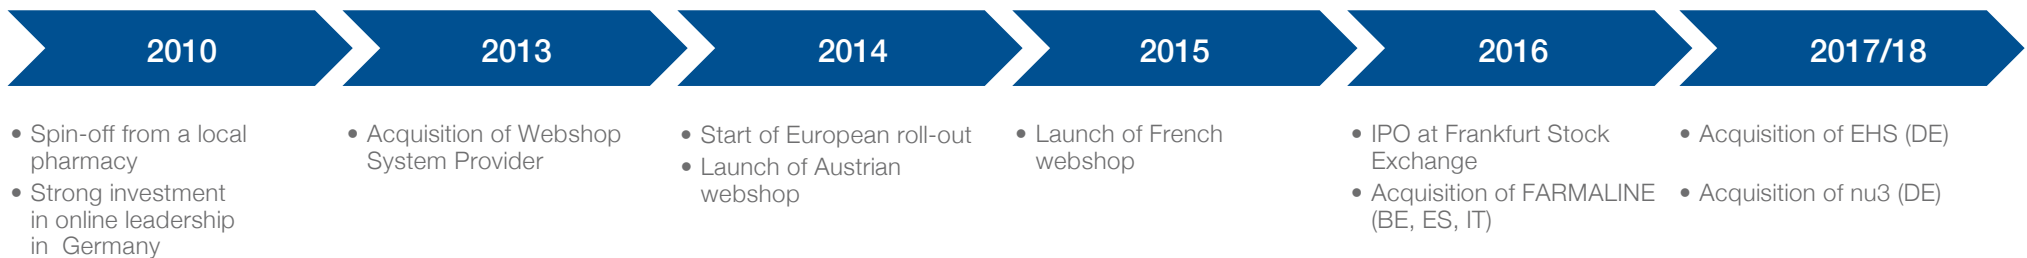 2010
• Spin-off from a local
pharmacy
• Strong investment
in online leadership
in Germany
2013
• Acquisition of Webshop
System Provider
2014
• Start of European roll-out
• Launch of Austrian
webshop
2015
• Launch of French
webshop
2016
• IPO at Frankfurt Stock
Exchange
• Acquisition of FARMALINE
(BE, ES, IT)
2017/18
• Acquisition of EHS (DE)
• Acquisition of nu3 (DE)